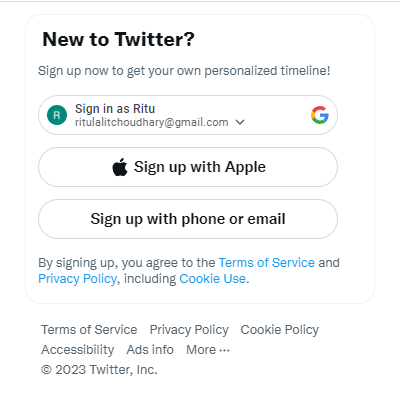 New to Twitter?
Sign up now to get your own personalized timeline!
R
Sign in as Ritu
ritulalitchoudhary@gmail.com
G
Sign up with Apple
Sign up with phone or email
By signing up, you agree to the Terms of Service and
Privacy Policy, including Cookie Use.
Terms of Service Privacy Policy Cookie Policy
Accessibility Ads info More ···
© 2023 Twitter, Inc.